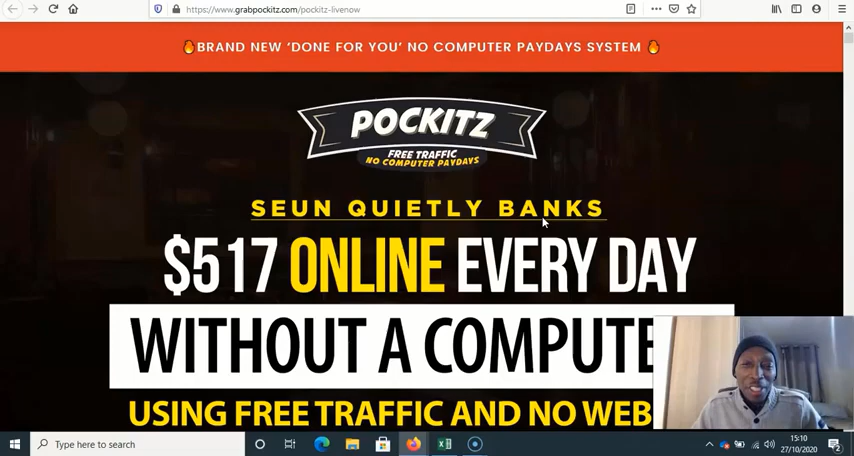 https://www.grabpockitz.com/pockitz-livenow
BRAND NEW 'DONE FOR YOU' NO COMPUTER PAYDAYS SYSTEM
POCKITZ
FREE TRAFFIC
NO COMPUTER PAYDAYS
SEUN QUIETLY BANKS
$517 ONLINE EVERY DAY
WITHOUT A COMPUTE
USING FREE TRAFFIC AND NO WEB
Type here to search
15:10
27/10/2020
2